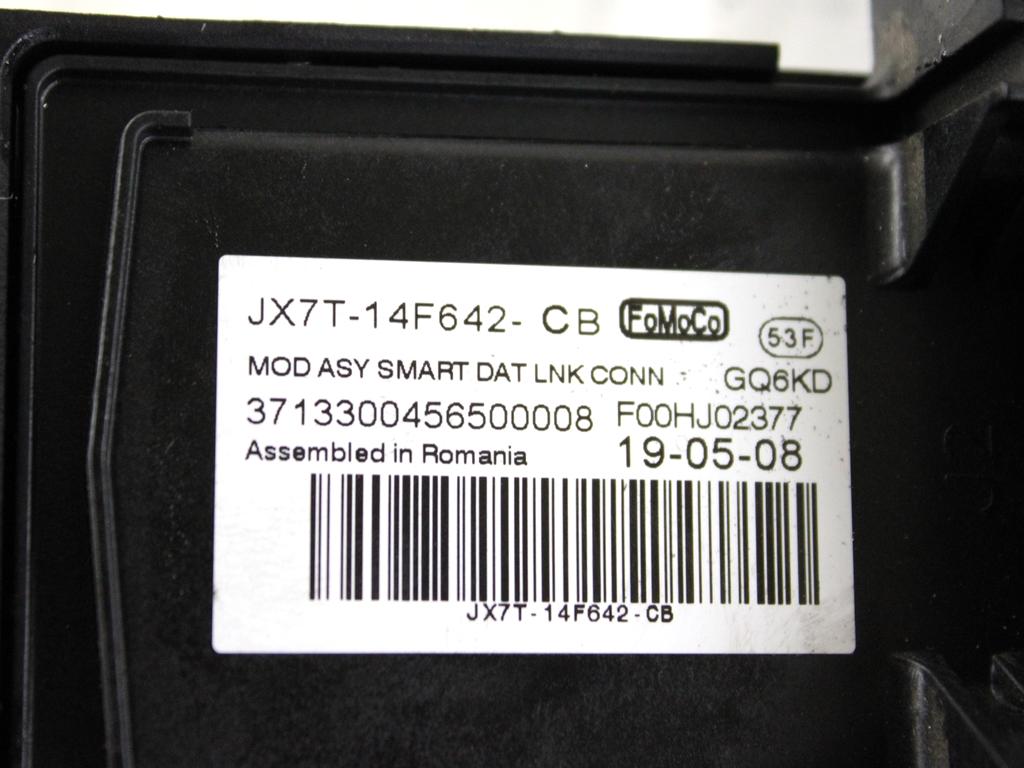 JX7T-14F642- CB FoMoCo 53F
MOD ASY SMART DAT LNK CONN GQ6KD
3713300456500008 F00HJ02377
Assembled in Romania 19-05-08
JX7T-14F642-CB